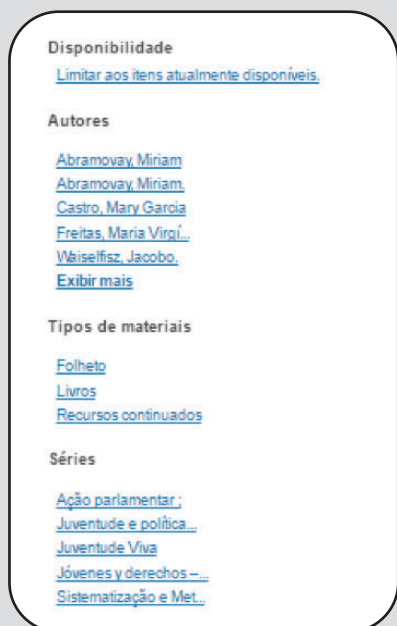 Disponibilidade
Limitar aos itens atualmente disponíveis.
Autores
Abramovay, Miriam
Abramovay, Miriam.
Castro, Mary Garcia
Freitas, Maria Virgí...
Waiselfisz, Jacobo.
Exibir mais
Tipos de materiais
Folheto
Livros
Recursos continuados
Séries
Ação parlamentar ;
Juventude e política...
Juventude Viva
Jóvenes y derechos –...
Sistematização e Met...